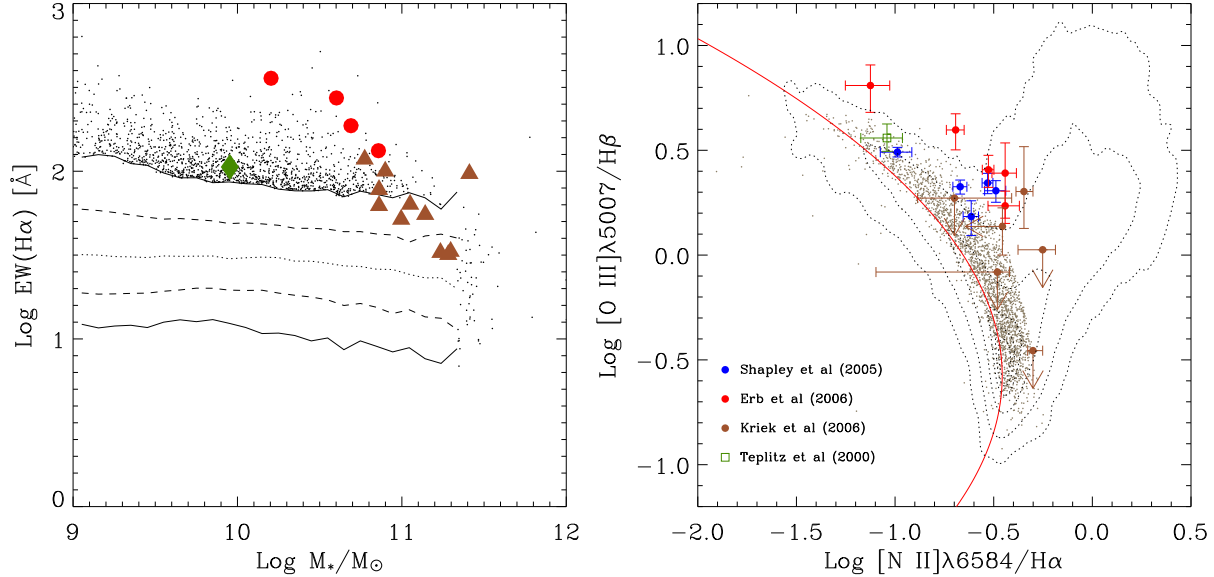 3
2
1
0
Log EW(Hα) [Å]
9
10
11
12
Log M*/M⊙
1.0
0.5
0.0
−0.5
−1.0
Log [O III]λ5007/Hβ
Shapley et al (2005)
Erb et al (2006)
Kriek et al (2006)
Teplitz et al (2000)
−2.0
−1.5
−1.0
−0.5
0.0
0.5
Log [N II]λ6584/Hα